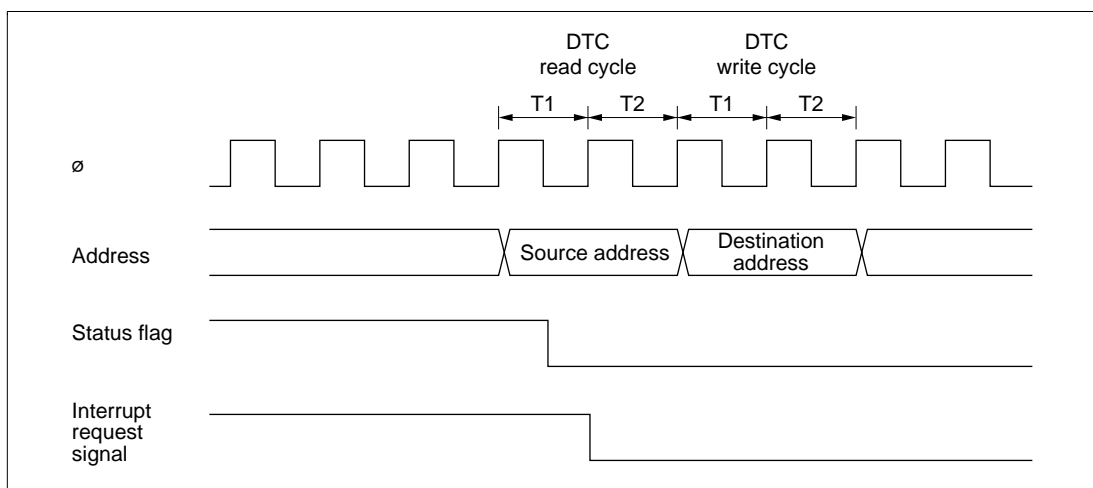 DTC
read cycle
DTC
write cycle
T1
T2
T1
T2
ø
Address
Source address
Destination
address
Status flag
Interrupt
request
signal